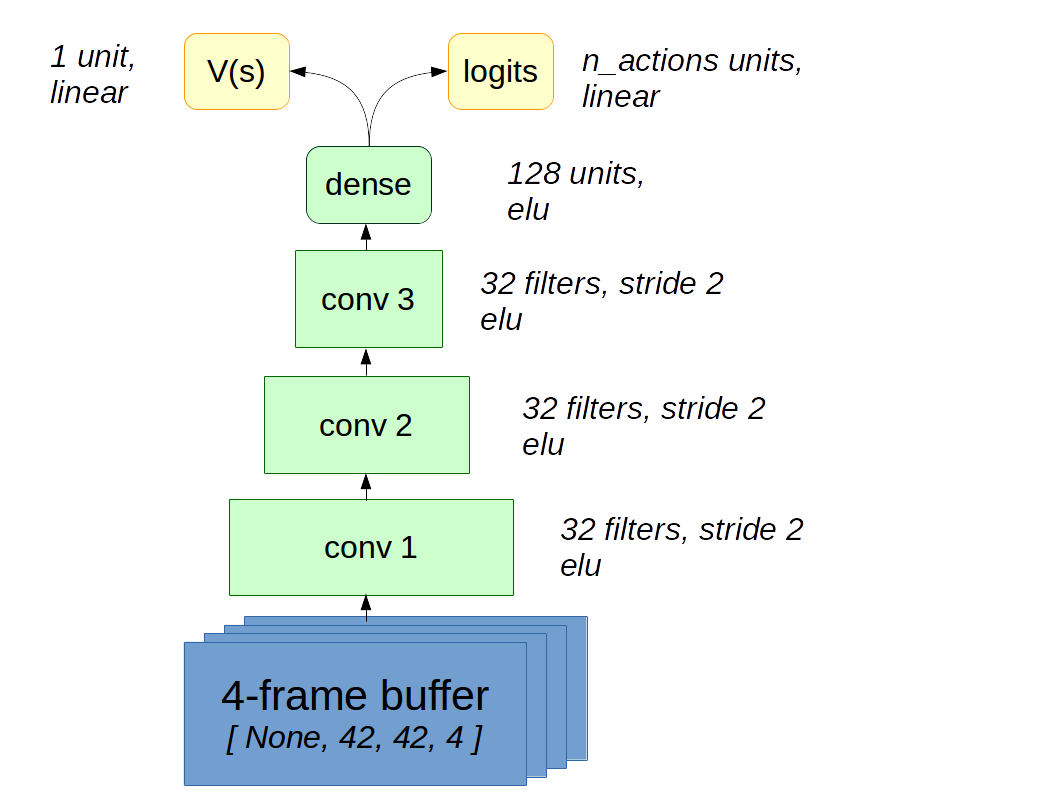 1 unit,
linear
V(s)
logits
n_actions units,
linear
dense
128 units,
elu
conv 3
32 filters, stride 2
elu
conv 2
32 filters, stride 2
elu
conv 1
32 filters, stride 2
elu
4-frame buffer
[ None, 42, 42, 4 ]